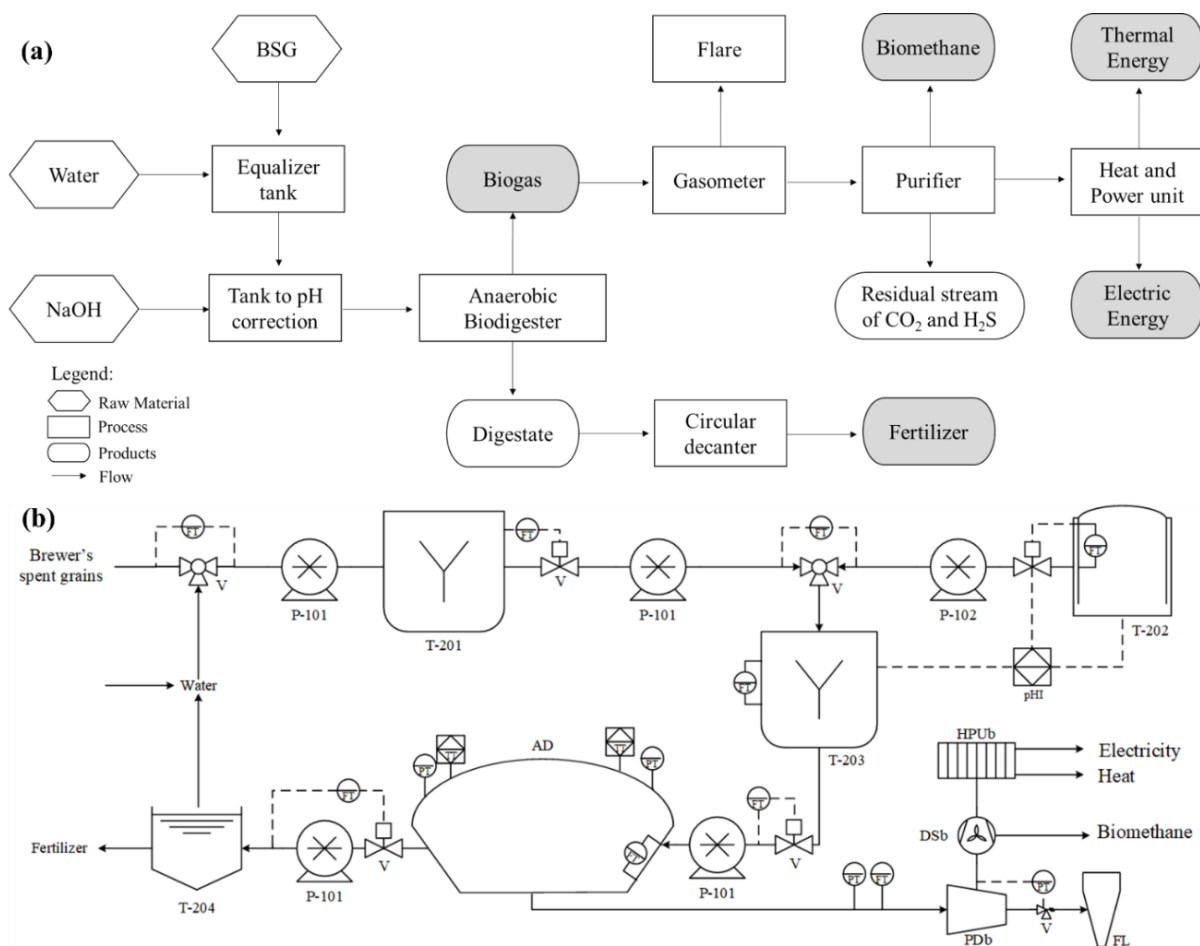 (a)
BSG
Flare
Biomethane
Thermal
Energy
Water
Equalizer
tank
Biogas
Gasometer
Purifier
Heat and
Power unit
NaOH
Tank to pH
correction
Anaerobic
Biodigester
Residual stream
of CO₂ and H₂S
Electric
Energy
Legend:
Raw Material
Process
Products
Flow
Digestate
Circular
decanter
Fertilizer
(b)
FT
FT
FT
FT
Brewer's
spent grains
V
P-101
T-201
V
P-101
V
P-102
T-202
FT
pHI
Water
T-203
AD
PT
TT
TT
PT
HPUb
Electricity
Heat
FT
FT
DSb
Biomethane
Fertilizer
V
P-101
FT
P-101
V
T-204
PT
FT
PT
PDb
V
FL